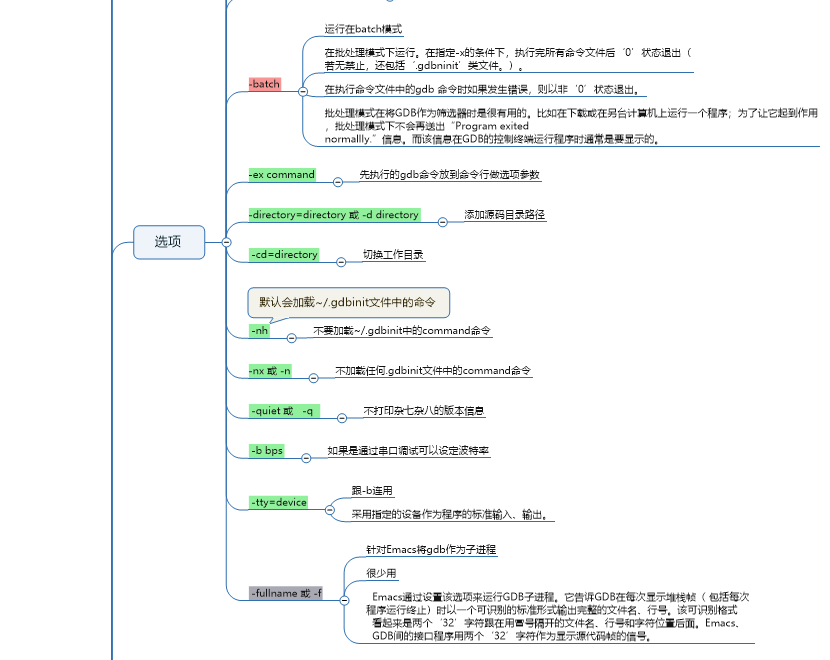 运行在batch模式
在批处理模式下运行。在指定-x的条件下，执行完所有命令文件后‘0’状态退出（
若无禁止，还包括‘.gdbninit’类文件。）。
-batch
在执行命令文件中的gdb 命令时如果发生错误，则以非‘0’状态退出。
批处理模式在将GDB作为筛选器时是很有用的。比如在下载或在另台计算机上运行一个程序；为了让它起到作用
，批处理模式下不会再送出“Program exited
normallly.”信息。而该信息在GDB的控制终端运行程序时通常是要显示的。
-ex command
先执行的gdb命令放到命令行做选项参数
-directory=directory 或 -d directory
添加源码目录路径
选项
-cd=directory
切换工作目录
默认会加载~/.gdbinit文件中的命令
-nh
不要加载~/.gdbinit中的command命令
-nx 或 -n
不加载任何.gdbinit文件中的command命令
-quiet 或 -q
不打印杂七杂八的版本信息
-b bps
如果是通过串口调试可以设定波特率
跟-b连用
-tty=device
采用指定的设备作为程序的标准输入、输出。
针对Emacs将gdb作为子进程
很少用
-fullname 或 -f
Emacs通过设置该选项来运行GDB子进程。它告诉GDB在每次显示堆栈帧（ 包括每次
程序运行终止）时以一个可识别的标准形式输出完整的文件名、行号。该可识别格式
看起来是两个‘32’字符跟在用冒号隔开的文件名、行号和字符位置后面。Emacs、
GDB间的接口程序用两个‘32’字符作为显示源代码帧的信号。